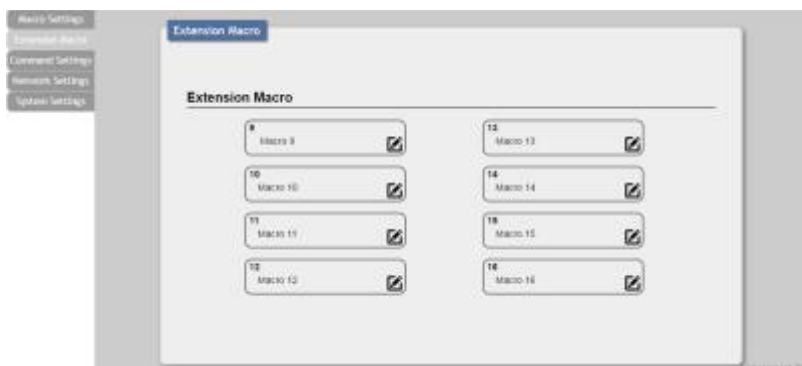 Macro Settings
Extension Macro
Command Settings
Network Settings
System Settings
Extension Macro
Extension Macro
9
Macro 9
10
Macro 10
11
Macro 11
12
Macro 12
13
Macro 13
14
Macro 14
15
Macro 15
16
Macro 16